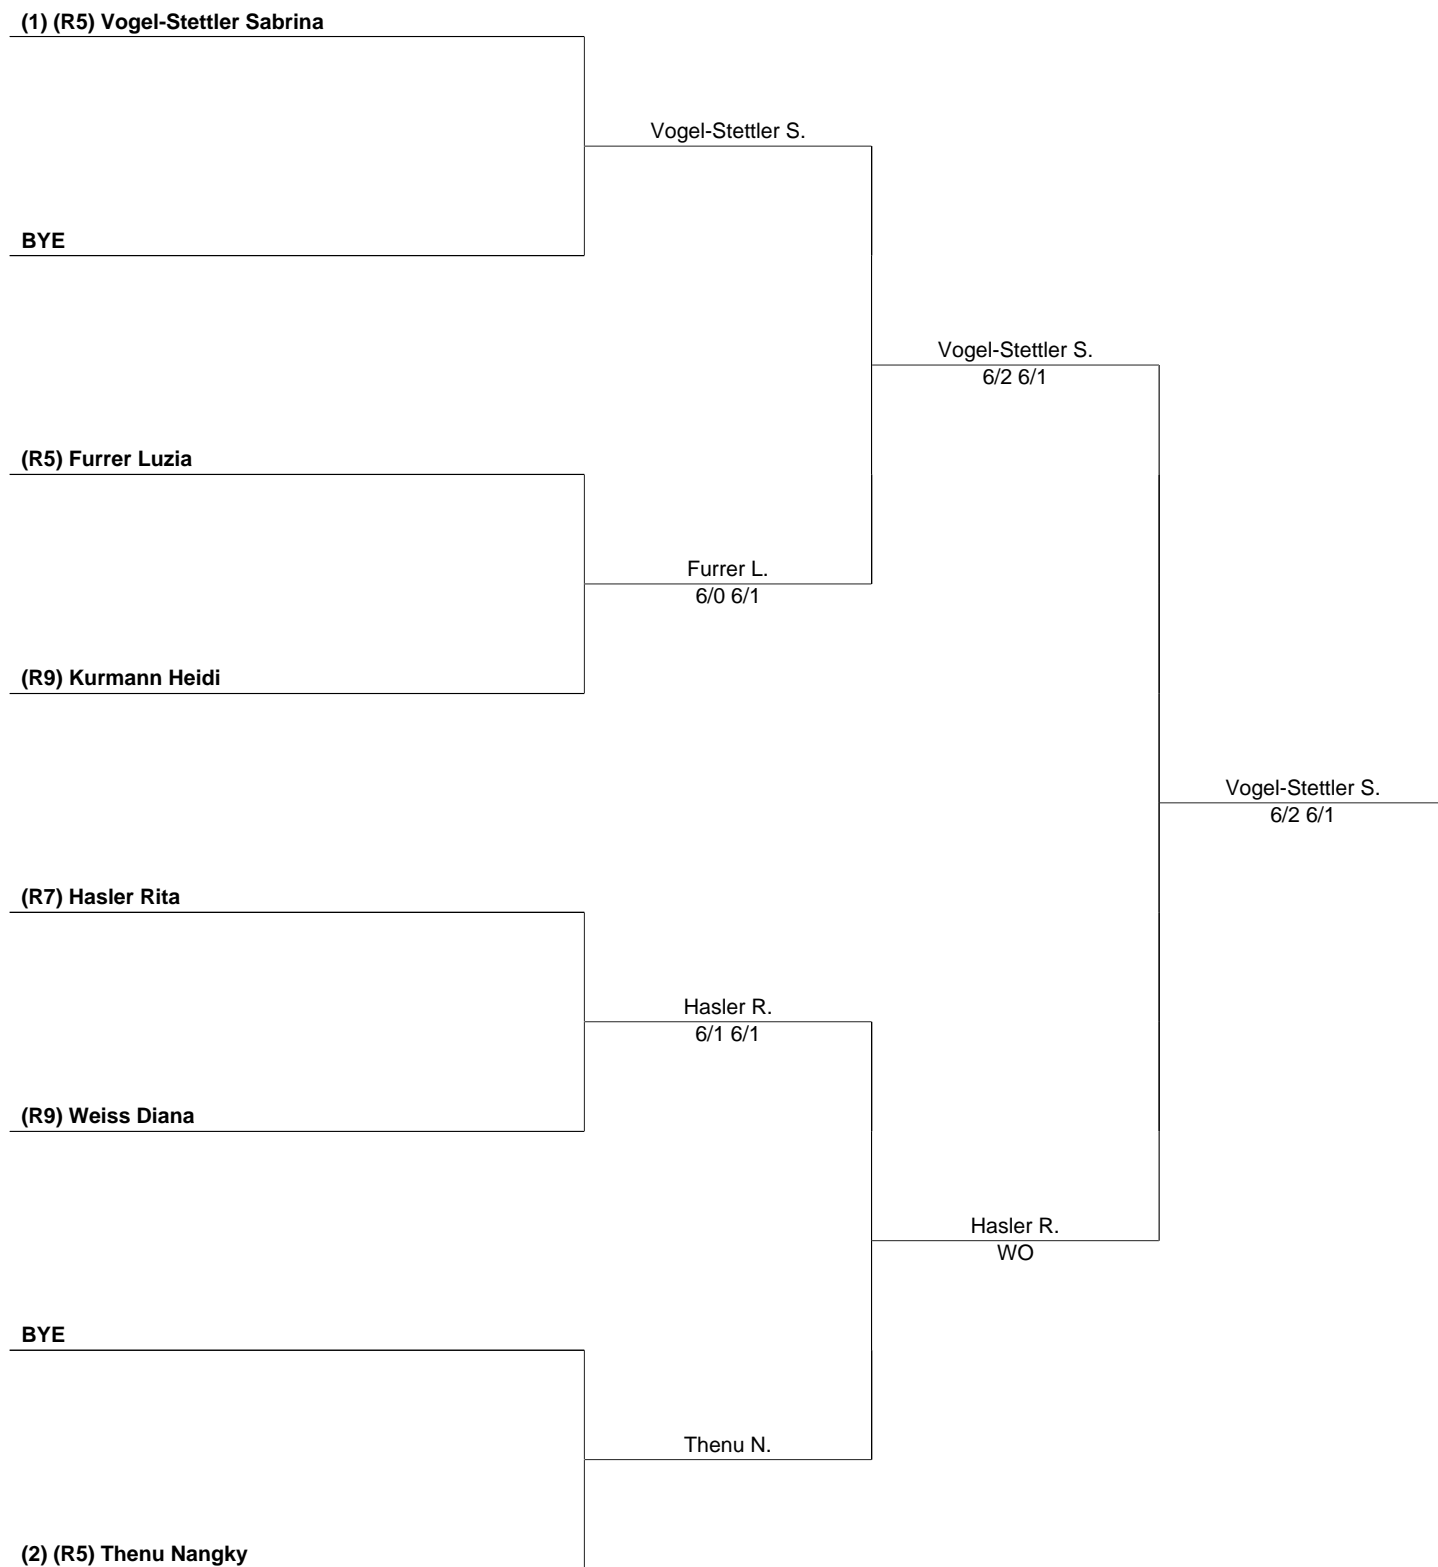 (1) (R5) Vogel-Stettler Sabrina
Vogel-Stettler S.
BYE
Vogel-Stettler S.
6/2 6/1
(R5) Furrer Luzia
Furrer L.
6/0 6/1
(R9) Kurmann Heidi
Vogel-Stettler S.
6/2 6/1
(R7) Hasler Rita
Hasler R.
6/1 6/1
(R9) Weiss Diana
Hasler R.
WO
BYE
Thenu N.
(2) (R5) Thenu Nangky